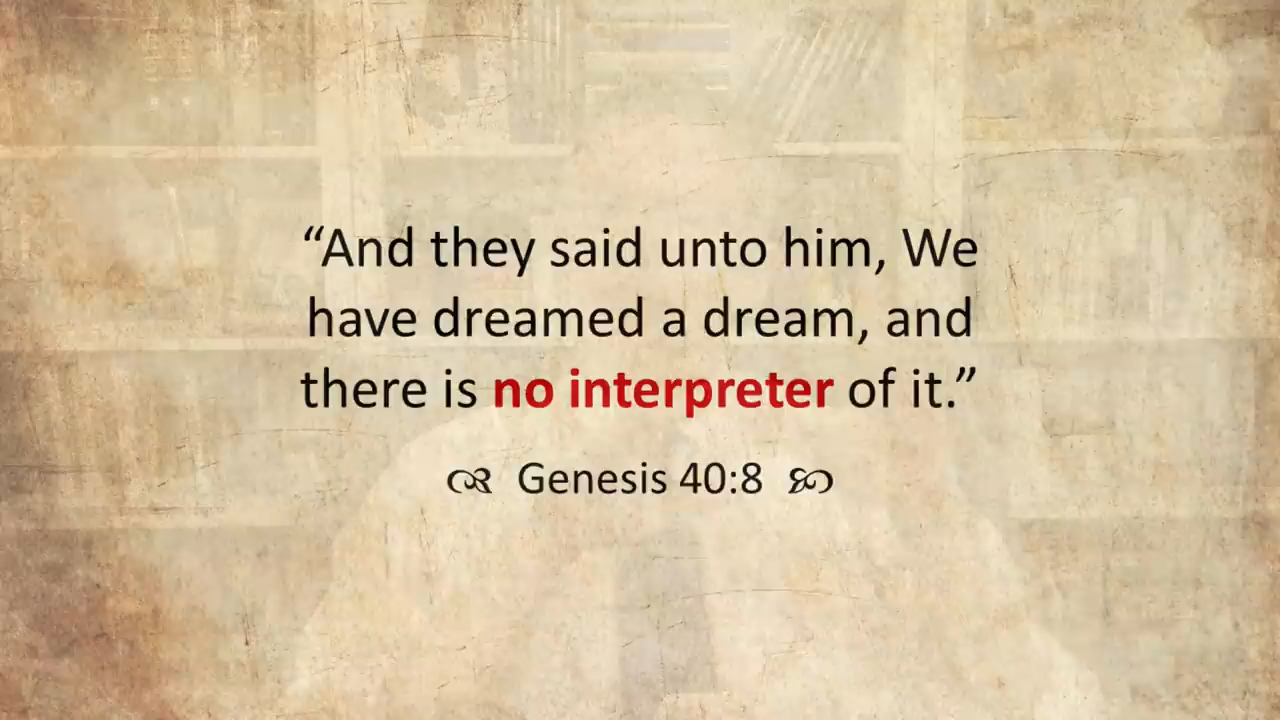 “And they said unto him, We
have dreamed a dream, and
there is no interpreter of it.”
Genesis 40:8